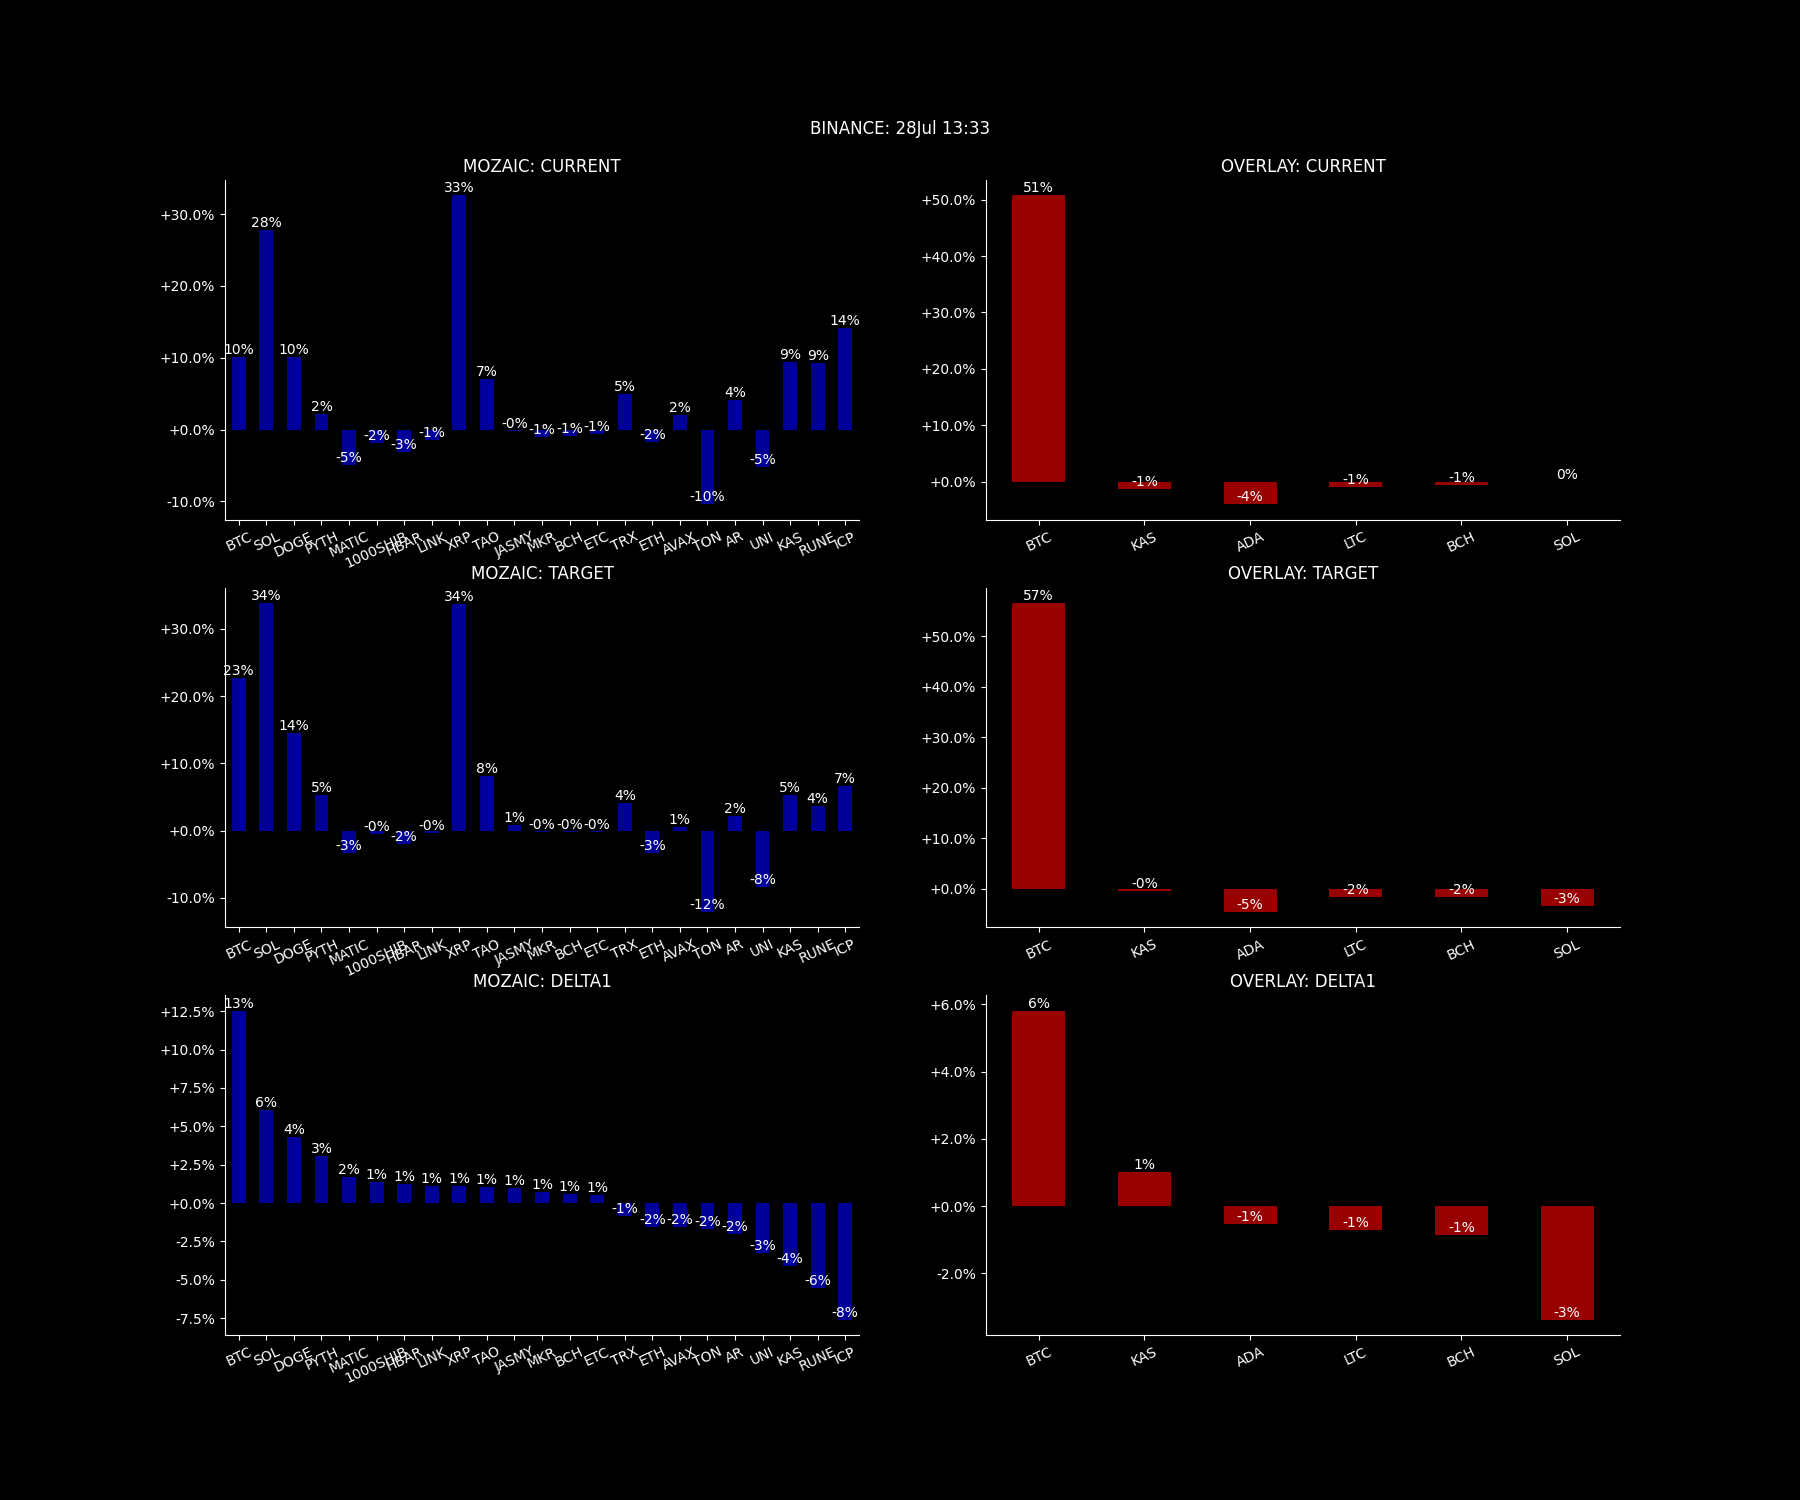 BINANCE: 28Jul 13:33
MOZAIC: CURRENT
+30.0%
+20.0%
+10.0%
+0.0%
-10.0%
10% 28% 10% 2% -5% -2% -3% -1% 33% 7% -0% -1% -1% -1% 5% -2% 2% -10% 4% -5% 9% 9% 14%
BTC SOL DOGE PYTH MATIC 1000SHIB HBAR LINK XRP TAO JASMY MKR BCH ETC TRX ETH AVAX TON AR UNI KAS RUNE ICP
OVERLAY: CURRENT
+50.0%
+40.0%
+30.0%
+20.0%
+10.0%
+0.0%
51% -1% -4% -1% -1% 0%
BTC KAS ADA LTC BCH SOL
MOZAIC: TARGET
+30.0%
+20.0%
+10.0%
+0.0%
-10.0%
23% 34% 14% 5% -3% -0% -2% -0% 34% 8% 1% -0% -0% -0% 4% -3% 1% -12% 2% -8% 5% 4% 7%
BTC SOL DOGE PYTH MATIC 1000SHIB HBAR LINK XRP TAO JASMY MKR BCH ETC TRX ETH AVAX TON AR UNI KAS RUNE ICP
OVERLAY: TARGET
+50.0%
+40.0%
+30.0%
+20.0%
+10.0%
+0.0%
57% -0% -5% -2% -2% -3%
BTC KAS ADA LTC BCH SOL
MOZAIC: DELTA1
+12.5%
+10.0%
+7.5%
+5.0%
+2.5%
+0.0%
-2.5%
-5.0%
-7.5%
13% 6% 4% 3% 2% 1% 1% 1% 1% 1% 1% 1% 1% 1% -1% -2% -2% -2% -2% -3% -4% -6% -8%
BTC SOL DOGE PYTH MATIC 1000SHIB HBAR LINK XRP TAO JASMY MKR BCH ETC TRX ETH AVAX TON AR UNI KAS RUNE ICP
OVERLAY: DELTA1
+6.0%
+4.0%
+2.0%
+0.0%
-2.0%
6% 1% -1% -1% -1% -3%
BTC KAS ADA LTC BCH SOL